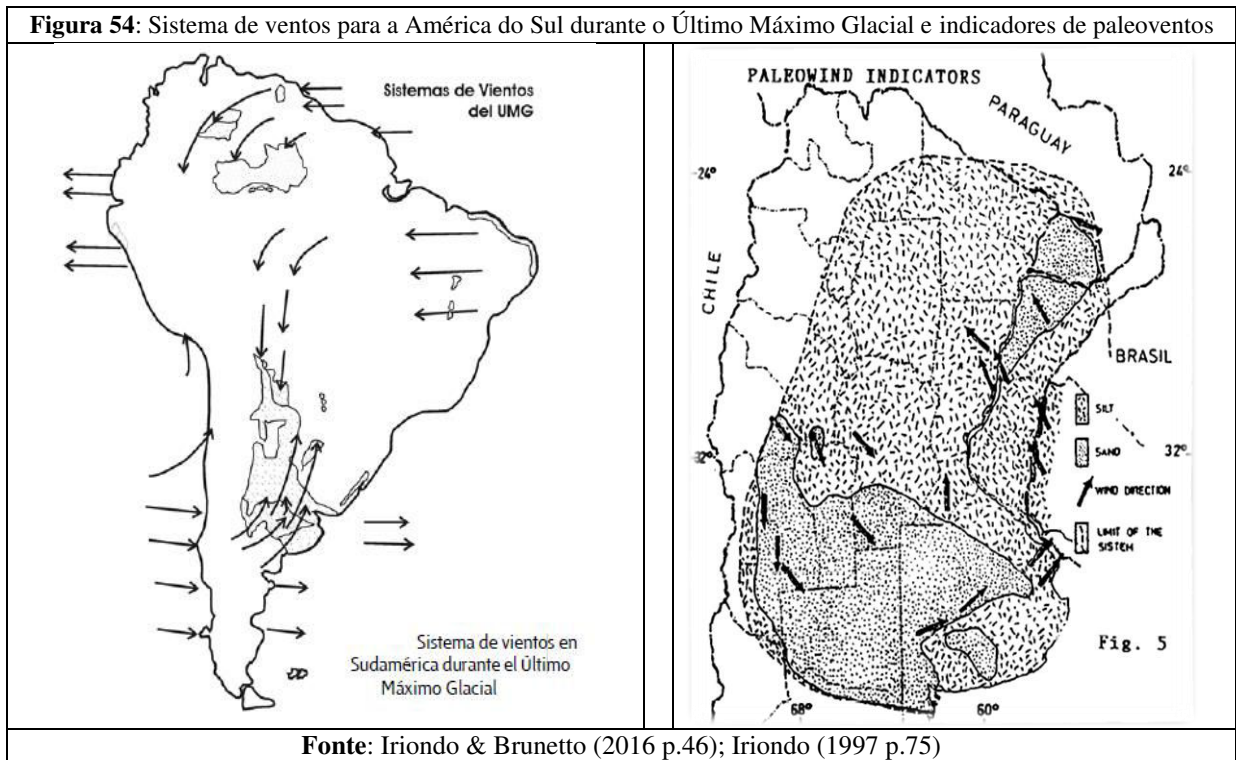 Figura 54: Sistema de ventos para a América do Sul durante o Último Máximo Glacial e indicadores de paleoventos
Sistemas de Vientos
del UMG
Sistema de vientos en
Sudamérica durante el Último
Máximo Glacial
PALEOWIND INDICATORS
PARAGUAY
24°
24°
CHILE
BRASIL
SILT
SAND
32°
32°
WIND DIRECTION
LIMIT OF THE
SISTEM
Fig. 5
68°
60°
Fonte: Iriondo & Brunetto (2016 p.46); Iriondo (1997 p.75)